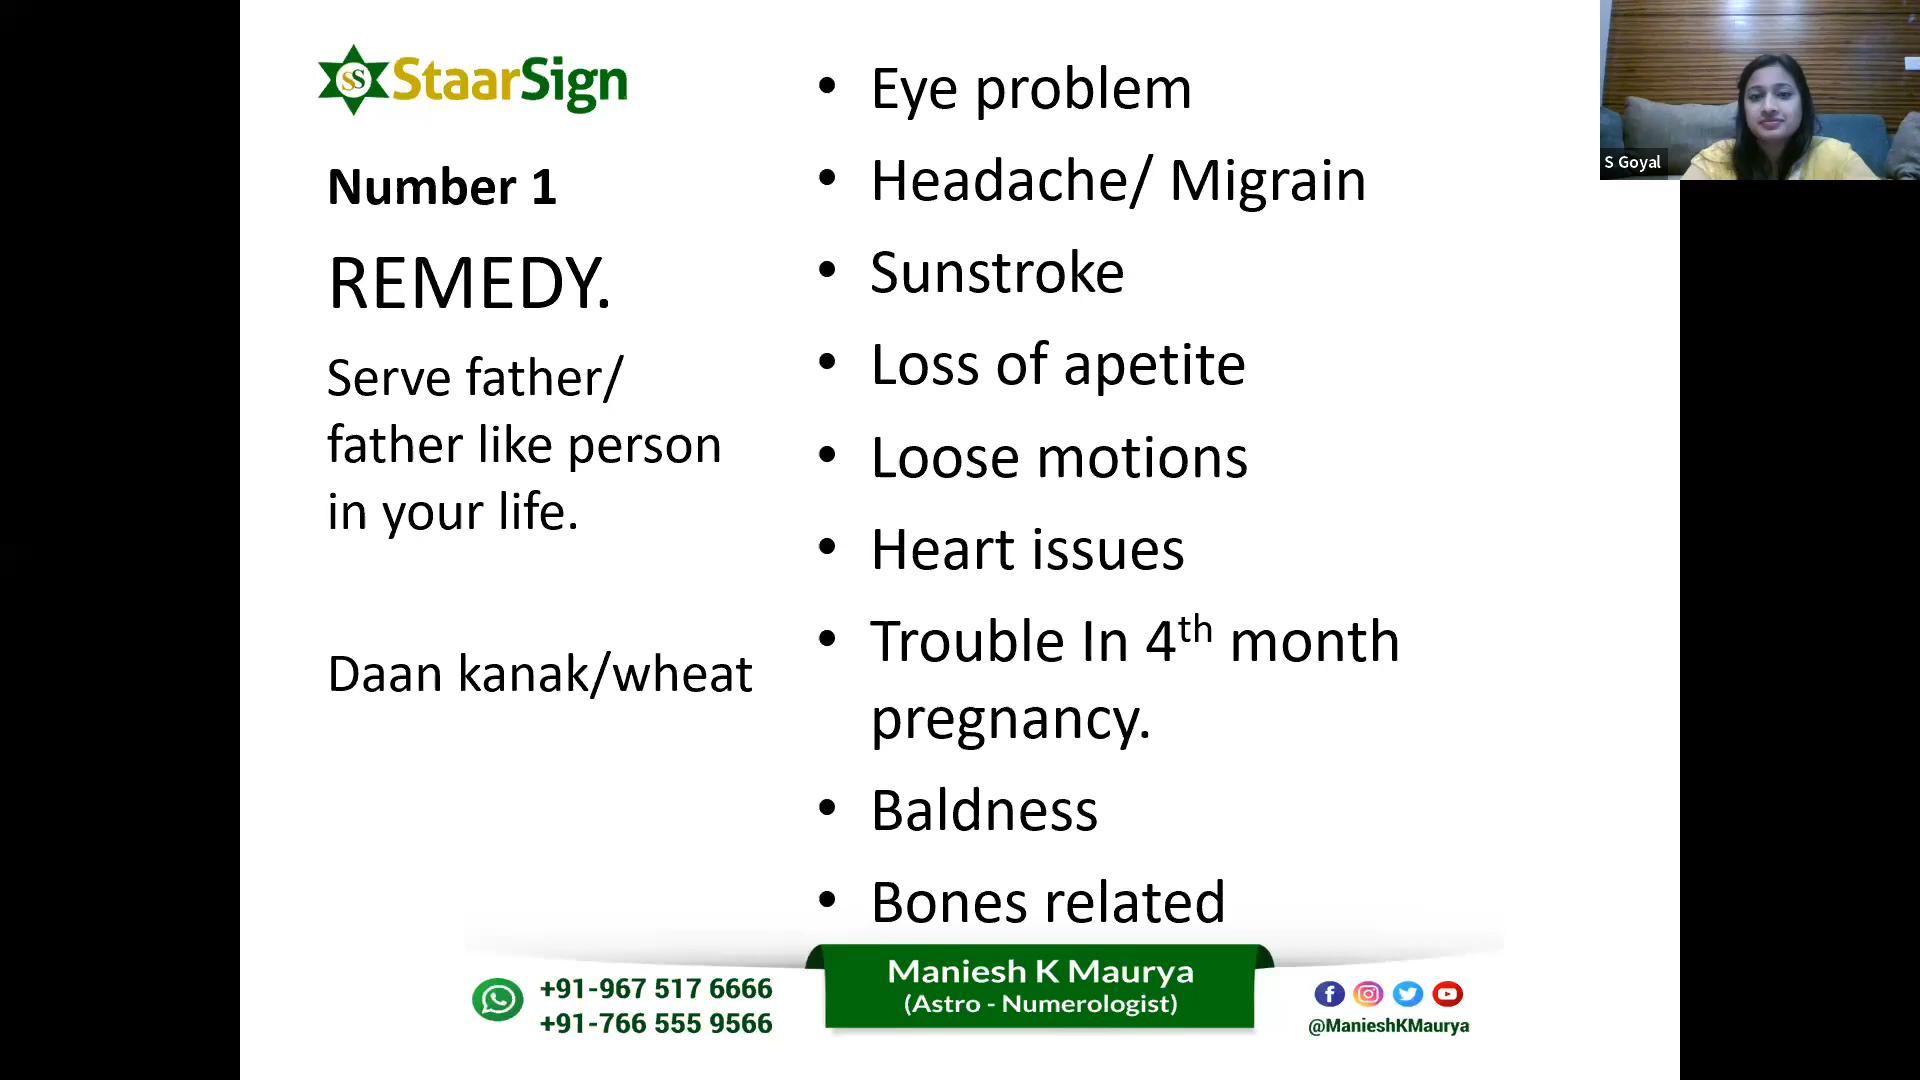 SS StaarSign
Number 1
REMEDY.
Serve father/
father like person
in your life.
Daan kanak/wheat
• Eye problem
• Headache/ Migrain
• Sunstroke
• Loss of apetite
• Loose motions
• Heart issues
• Trouble In 4th month
pregnancy.
• Baldness
• Bones related
+91-967 517 6666
+91-766 555 9566
Maniesh K Maurya
(Astro - Numerologist)
@ManieshKMaurya
S Goyal